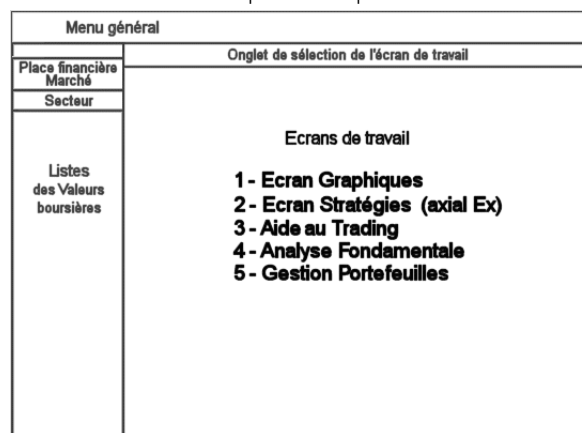 Menu général
Onglet de sélection de l'écran de travail
Place financière
Marché
Secteur
Listes
des Valeurs
boursières
Ecrans de travail
1 - Ecran Graphiques
2 - Ecran Stratégies (axial Ex)
3 - Aide au Trading
4 - Analyse Fondamentale
5 - Gestion Portefeuilles